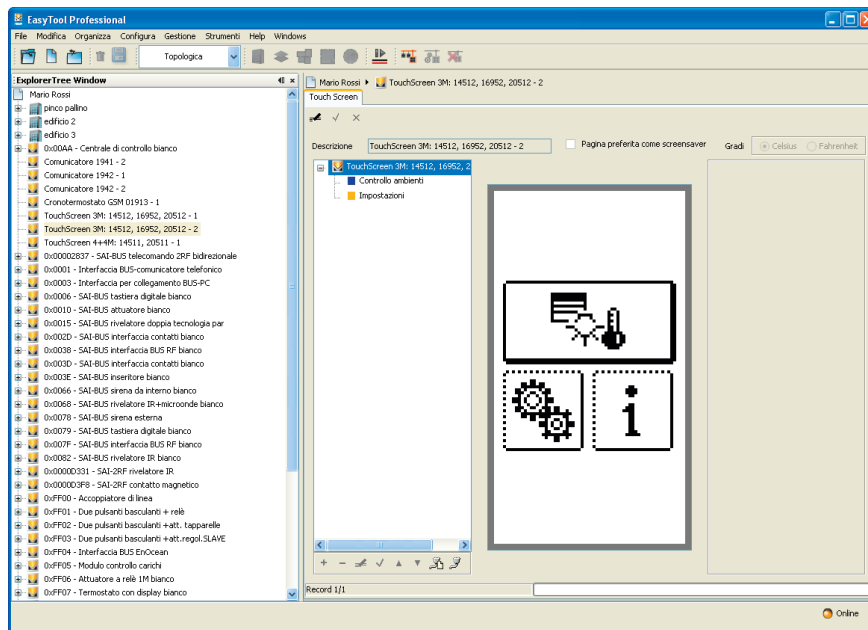 EasyTool Professional
File Modifica Organizza Configura Gestione Strumenti Help Windows
Topologica
ExplorerTree Window
Mario Rossi
pinco pallino
edificio 2
edificio 3
0x00AA - Centrale di controllo bianco
Comunicatore 1941 - 2
Comunicatore 1942 - 1
Comunicatore 1942 - 2
Cronotermostato GSM 01913 - 1
TouchScreen 3M: 14512, 16952, 20512 - 1
TouchScreen 3M: 14512, 16952, 20512 - 2
TouchScreen 4+4M: 14511, 20511 - 1
0x00002837 - SAI-BUS telecomando 2RF bidirezionale
0x0001 - Interfaccia BUS-comunicatore telefonico
0x0003 - Interfaccia per collegamento BUS-PC
0x0006 - SAI-BUS tastiera digitale bianco
0x0010 - SAI-BUS attuatore bianco
0x0015 - SAI-BUS rivelatore doppia tecnologia par
0x002D - SAI-BUS interfaccia contatti bianco
0x0038 - SAI-BUS interfaccia BUS RF bianco
0x003D - SAI-BUS interfaccia contatti bianco
0x003E - SAI-BUS inseritore bianco
0x0066 - SAI-BUS sirena da interno bianco
0x0068 - SAI-BUS rivelatore IR+microonde bianco
0x0078 - SAI-BUS sirena esterna
0x0079 - SAI-BUS tastiera digitale bianco
0x007F - SAI-BUS interfaccia BUS RF bianco
0x0082 - SAI-BUS rivelatore IR bianco
0x0000D331 - SAI-2RF rivelatore IR
0x0000D3F8 - SAI-2RF contatto magnetico
0xFF00 - Accoppiatore di linea
0xFF01 - Due pulsanti basculanti + relè
0xFF02 - Due pulsanti basculanti +att. tapparelle
0xFF03 - Due pulsanti basculanti +att.regol.SLAVE
0xFF04 - Interfaccia BUS EnOcean
0xFF05 - Modulo controllo carichi
0xFF06 - Attuatore a relè 1M bianco
0xFF07 - Termostato con display bianco
Mario Rossi TouchScreen 3M: 14512, 16952, 20512 - 2
Touch Screen
Descrizione TouchScreen 3M: 14512, 16952, 20512 - 2 Pagina preferita come screensaver Gradi Celsius Fahrenheit
TouchScreen 3M: 14512, 16952, 2
Controllo ambienti
Impostazioni
i
Record 1/1
Online